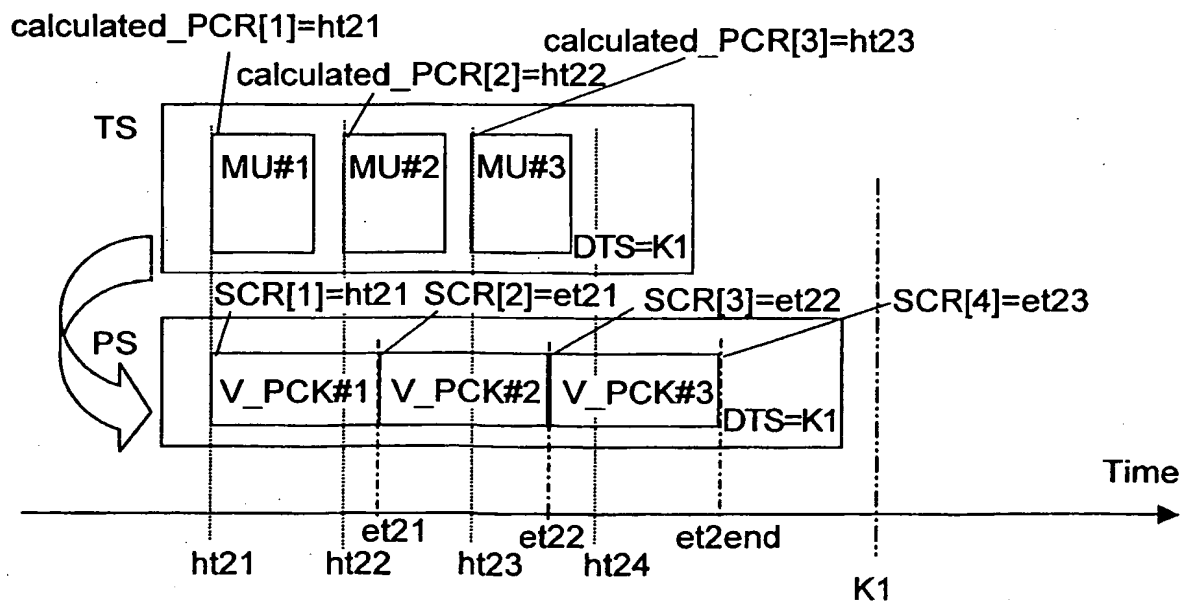 calculated_PCR[1]=ht21
calculated_PCR[3]=ht23
calculated_PCR[2]=ht22
TS
MU#1
MU#2
MU#3
DTS=K1
SCR[1]=ht21
SCR[2]=et21
SCR[3]=et22
SCR[4]=et23
PS
V_PCK#1
V_PCK#2
V_PCK#3
DTS=K1
Time
et21
et22
et2end
ht21
ht22
ht23
ht24
K1